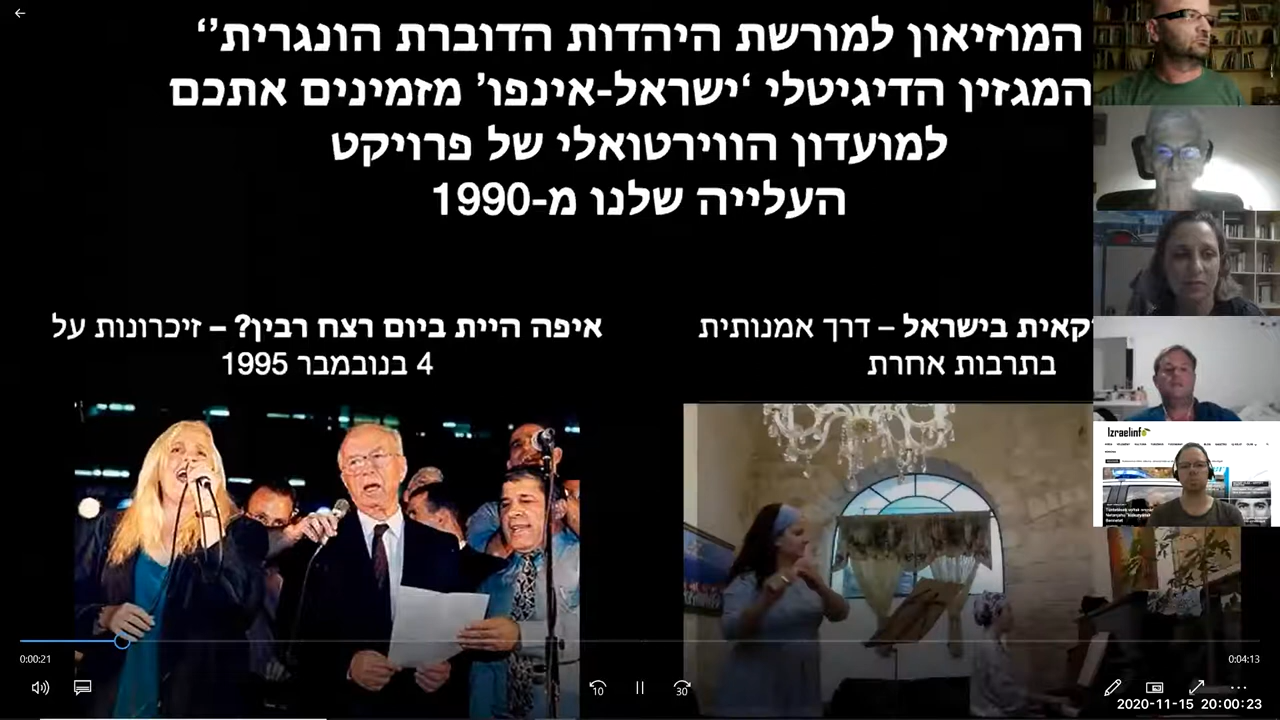 המוזיאון למורשת היהדות הדוברת הונגרית'‘
המגזין הדיגיטלי ‘ישראל-אינפו’ מזמינים אתכם
למועדון הווירטואלי של פרויקט
העלייה שלנו מ-1990
איפה היית ביום רצח רבין? – זיכרונות על
4 בנובמבר 1995
בישראל – דרך אמנותית
בתרבות אחרת
Izraelinfo
0:00:21
0:04:13
10
30
2020-11-15 20:00:23